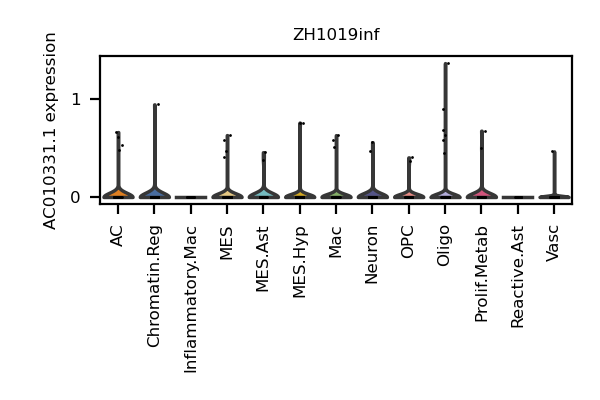 ZH1019inf
AC010331.1 expression
1
0
AC
Chromatin.Reg
Inflammatory.Mac
MES
MES.Ast
MES.Hyp
Mac
Neuron
OPC
Oligo
Prolif.Metab
Reactive.Ast
Vasc